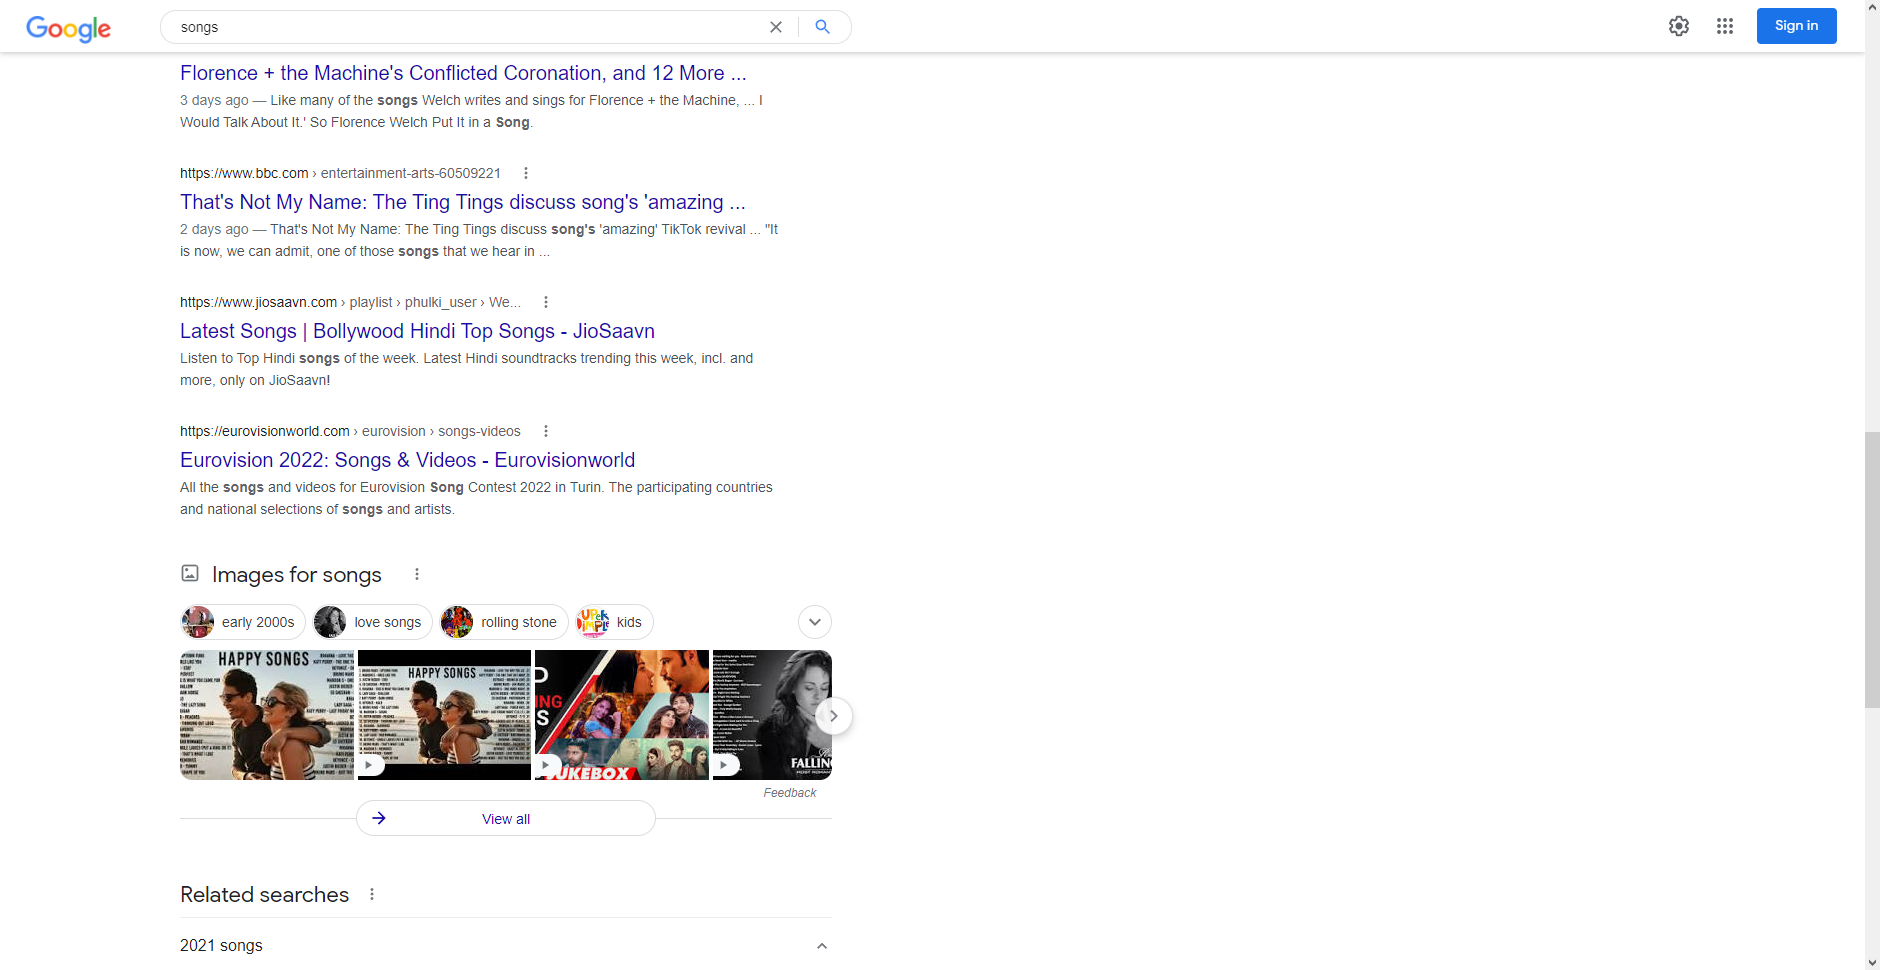 Google
songs
Sign in
Florence + the Machine's Conflicted Coronation, and 12 More ...
3 days ago — Like many of the songs Welch writes and sings for Florence + the Machine, ... I
Would Talk About It.' So Florence Welch Put It in a Song.
https://www.bbc.com › entertainment-arts-60509221
That's Not My Name: The Ting Tings discuss song's 'amazing ...
2 days ago — That's Not My Name: The Ting Tings discuss song's 'amazing' TikTok revival ... "It
is now, we can admit, one of those songs that we hear in ...
https://www.jiosaavn.com › playlist › phulki_user › We...
Latest Songs | Bollywood Hindi Top Songs - JioSaavn
Listen to Top Hindi songs of the week. Latest Hindi soundtracks trending this week, incl. and
more, only on JioSaavn!
https://eurovisionworld.com › eurovision › songs-videos
Eurovision 2022: Songs & Videos - Eurovisionworld
All the songs and videos for Eurovision Song Contest 2022 in Turin. The participating countries
and national selections of songs and artists.
Images for songs
early 2000s
love songs
rolling stone
kids
HAPPY SONGS
HAPPY SONGS
JUKEBOX
FALLIN
Feedback
View all
Related searches
2021 songs